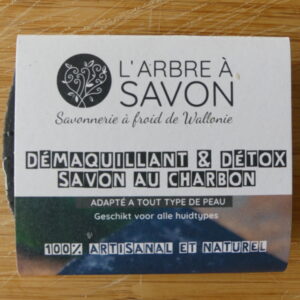 L'ARBRE À
SAVON
Savonnerie à froid de Wallonie
DÉMAQUILLANT & DÉTOX
SAVON AU CHARBON
ADAPTÉ A TOUT TYPE DE PEAU
Geschikt voor alle huidtypes
100% ARTISANAL ET NATUREL